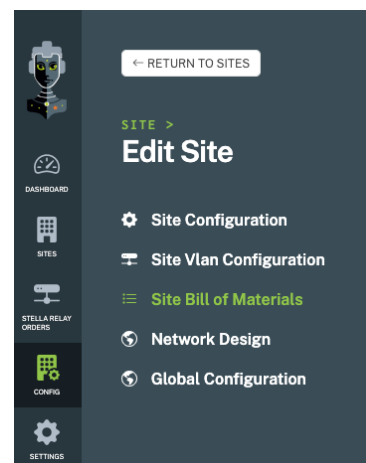 ← RETURN TO SITES
SITE >
Edit Site
Site Configuration
Site Vlan Configuration
Site Bill of Materials
Network Design
Global Configuration
DASHBOARD
SITES
STELLA RELAY
ORDERS
CONFIG
SETTINGS